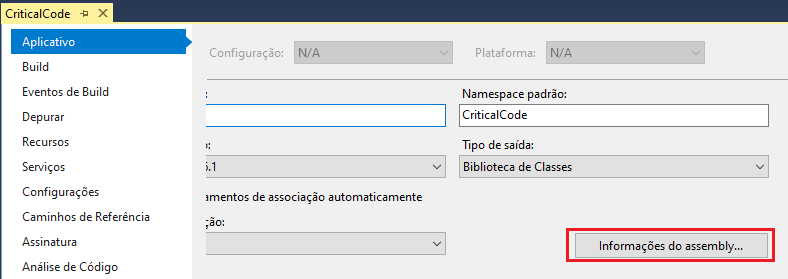 CriticalCode
Aplicativo
Configuração: N/A Plataforma: N/A
Build
Eventos de Build
Namespace padrão:
CriticalCode
Depurar
Recursos
Tipo de saída:
Serviços
Biblioteca de Classes
Configurações
amentos de associação automaticamente
Caminhos de Referência
ção:
Assinatura
Informações do assembly...
Análise de Código